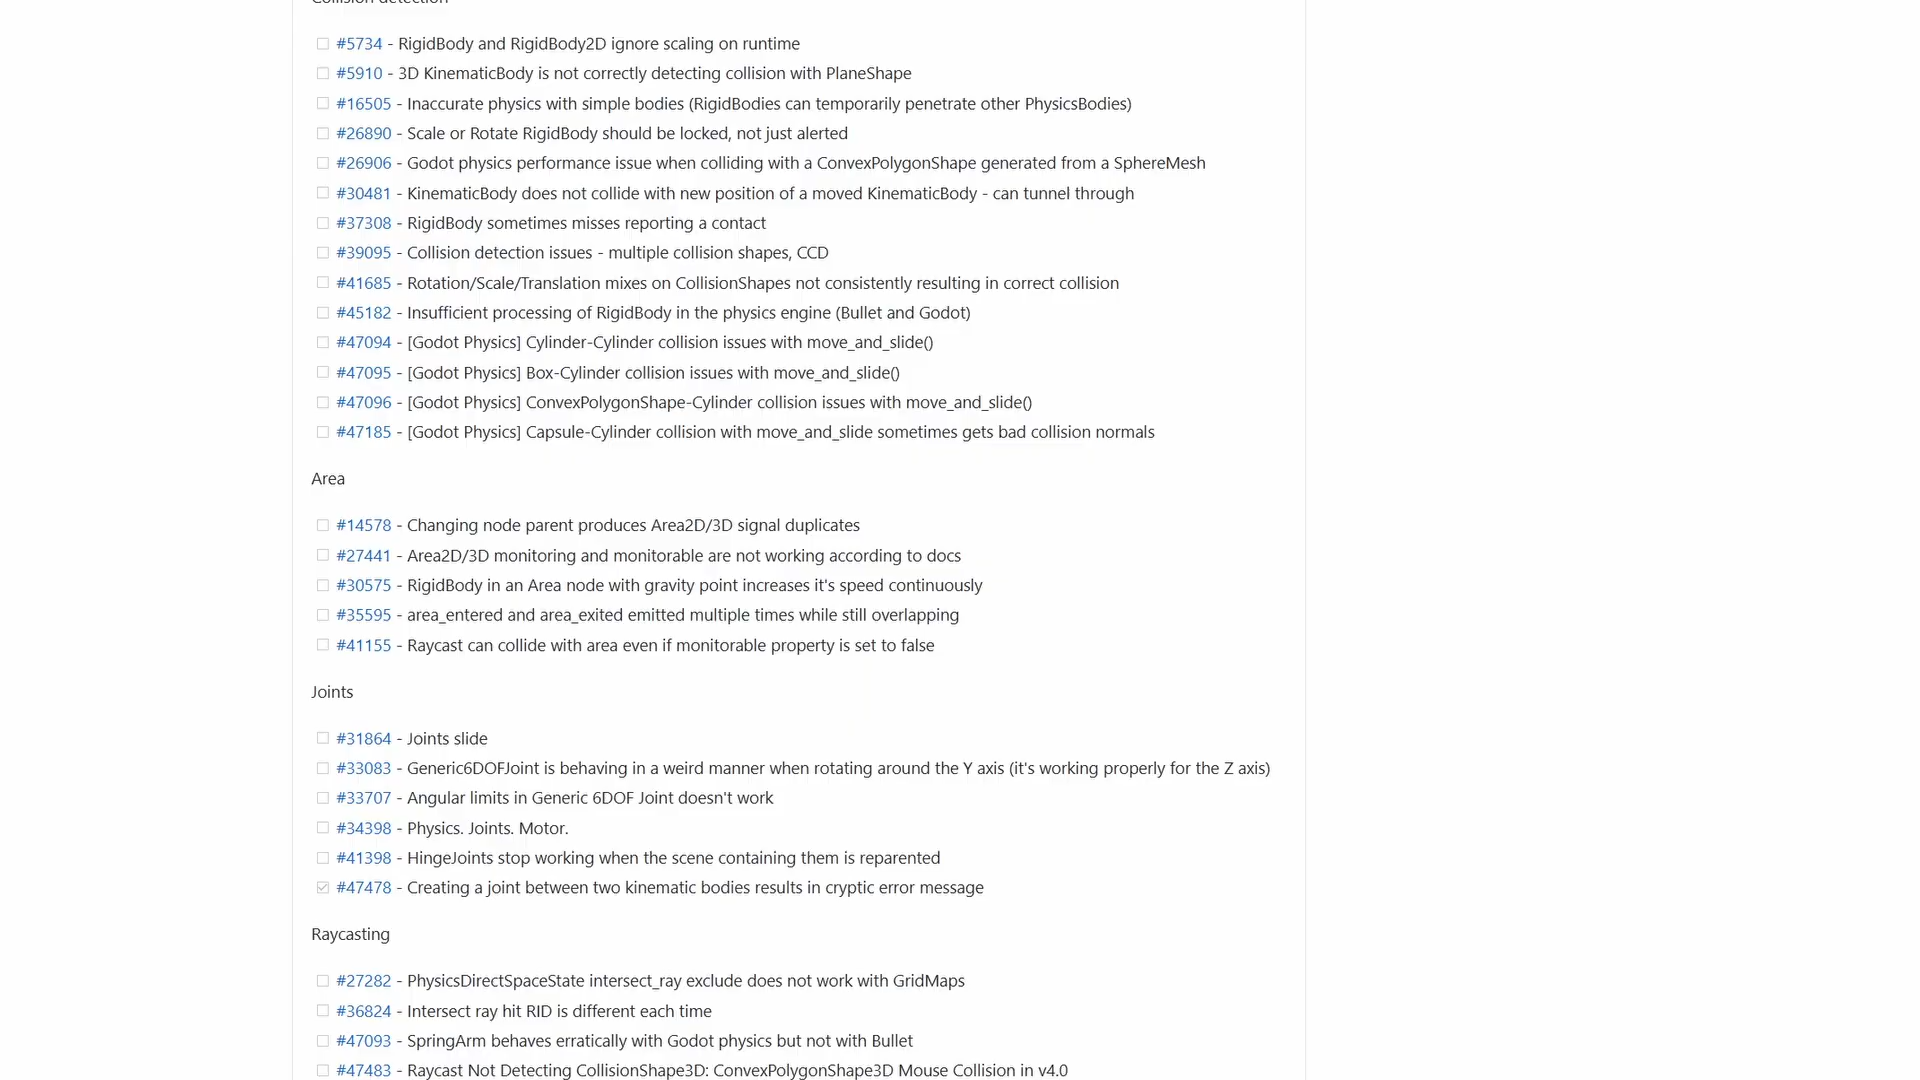 Collision detection
#5734 - RigidBody and RigidBody2D ignore scaling on runtime
#5910 - 3D KinematicBody is not correctly detecting collision with PlaneShape
#16505 - Inaccurate physics with simple bodies (RigidBodies can temporarily penetrate other PhysicsBodies)
#26890 - Scale or Rotate RigidBody should be locked, not just alerted
#26906 - Godot physics performance issue when colliding with a ConvexPolygonShape generated from a SphereMesh
#30481 - KinematicBody does not collide with new position of a moved KinematicBody - can tunnel through
#37308 - RigidBody sometimes misses reporting a contact
#39095 - Collision detection issues - multiple collision shapes, CCD
#41685 - Rotation/Scale/Translation mixes on CollisionShapes not consistently resulting in correct collision
#45182 - Insufficient processing of RigidBody in the physics engine (Bullet and Godot)
#47094 - [Godot Physics] Cylinder-Cylinder collision issues with move_and_slide()
#47095 - [Godot Physics] Box-Cylinder collision issues with move_and_slide()
#47096 - [Godot Physics] ConvexPolygonShape-Cylinder collision issues with move_and_slide()
#47185 - [Godot Physics] Capsule-Cylinder collision with move_and_slide sometimes gets bad collision normals
Area
#14578 - Changing node parent produces Area2D/3D signal duplicates
#27441 - Area2D/3D monitoring and monitorable are not working according to docs
#30575 - RigidBody in an Area node with gravity point increases it's speed continuously
#35595 - area_entered and area_exited emitted multiple times while still overlapping
#41155 - Raycast can collide with area even if monitorable property is set to false
Joints
#31864 - Joints slide
#33083 - Generic6DOFJoint is behaving in a weird manner when rotating around the Y axis (it's working properly for the Z axis)
#33707 - Angular limits in Generic 6DOF Joint doesn't work
#34398 - Physics. Joints. Motor.
#41398 - HingeJoints stop working when the scene containing them is reparented
#47478 - Creating a joint between two kinematic bodies results in cryptic error message
Raycasting
#27282 - PhysicsDirectSpaceState intersect_ray exclude does not work with GridMaps
#36824 - Intersect ray hit RID is different each time
#47093 - SpringArm behaves erratically with Godot physics but not with Bullet
#47483 - Raycast Not Detecting CollisionShape3D: ConvexPolygonShape3D Mouse Collision in v4.0